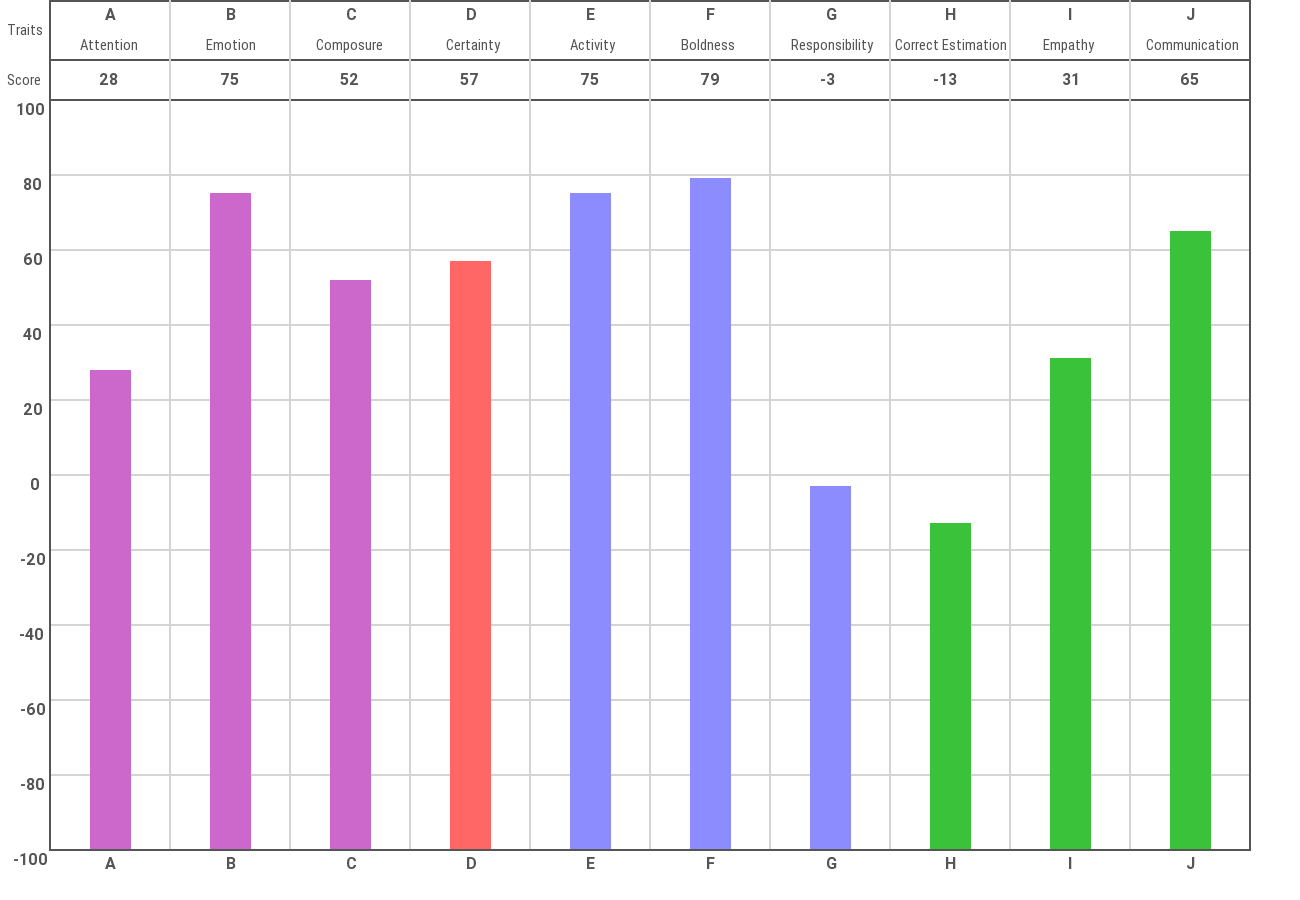 Traits A B C D E F G H I J
Attention Emotion Composure Certainty Activity Boldness Responsibility Correct Estimation Empathy Communication
Score 28 75 52 57 75 79 -3 -13 31 65
100
80
60
40
20
0
-20
-40
-60
-80
-100
A B C D E F G H I J